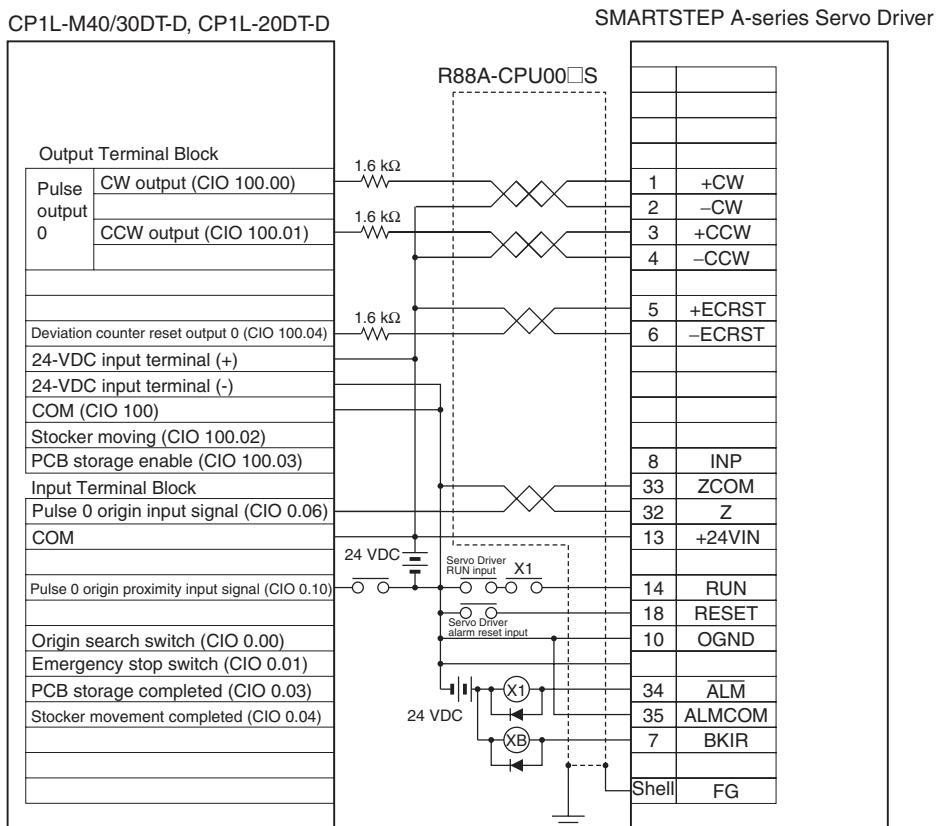 CP1L-M40/30DT-D, CP1L-20DT-D
SMARTSTEP A-series Servo Driver
R88A-CPU00□S
Output Terminal Block
Pulse output 0
CW output (CIO 100.00)
1.6 kΩ
1 +CW
2 −CW
CCW output (CIO 100.01)
1.6 kΩ
3 +CCW
4 −CCW
5 +ECRST
Deviation counter reset output 0 (CIO 100.04)
1.6 kΩ
6 −ECRST
24-VDC input terminal (+)
24-VDC input terminal (-)
COM (CIO 100)
Stocker moving (CIO 100.02)
PCB storage enable (CIO 100.03)
8 INP
Input Terminal Block
33 ZCOM
Pulse 0 origin input signal (CIO 0.06)
32 Z
COM
13 +24VIN
24 VDC
Servo Driver
RUN input
X1
Pulse 0 origin proximity input signal (CIO 0.10)
14 RUN
18 RESET
Servo Driver
alarm reset input
Origin search switch (CIO 0.00)
10 OGND
Emergency stop switch (CIO 0.01)
PCB storage completed (CIO 0.03)
X1
34 ALM
Stocker movement completed (CIO 0.04)
24 VDC
35 ALMCOM
XB
7 BKIR
Shell FG